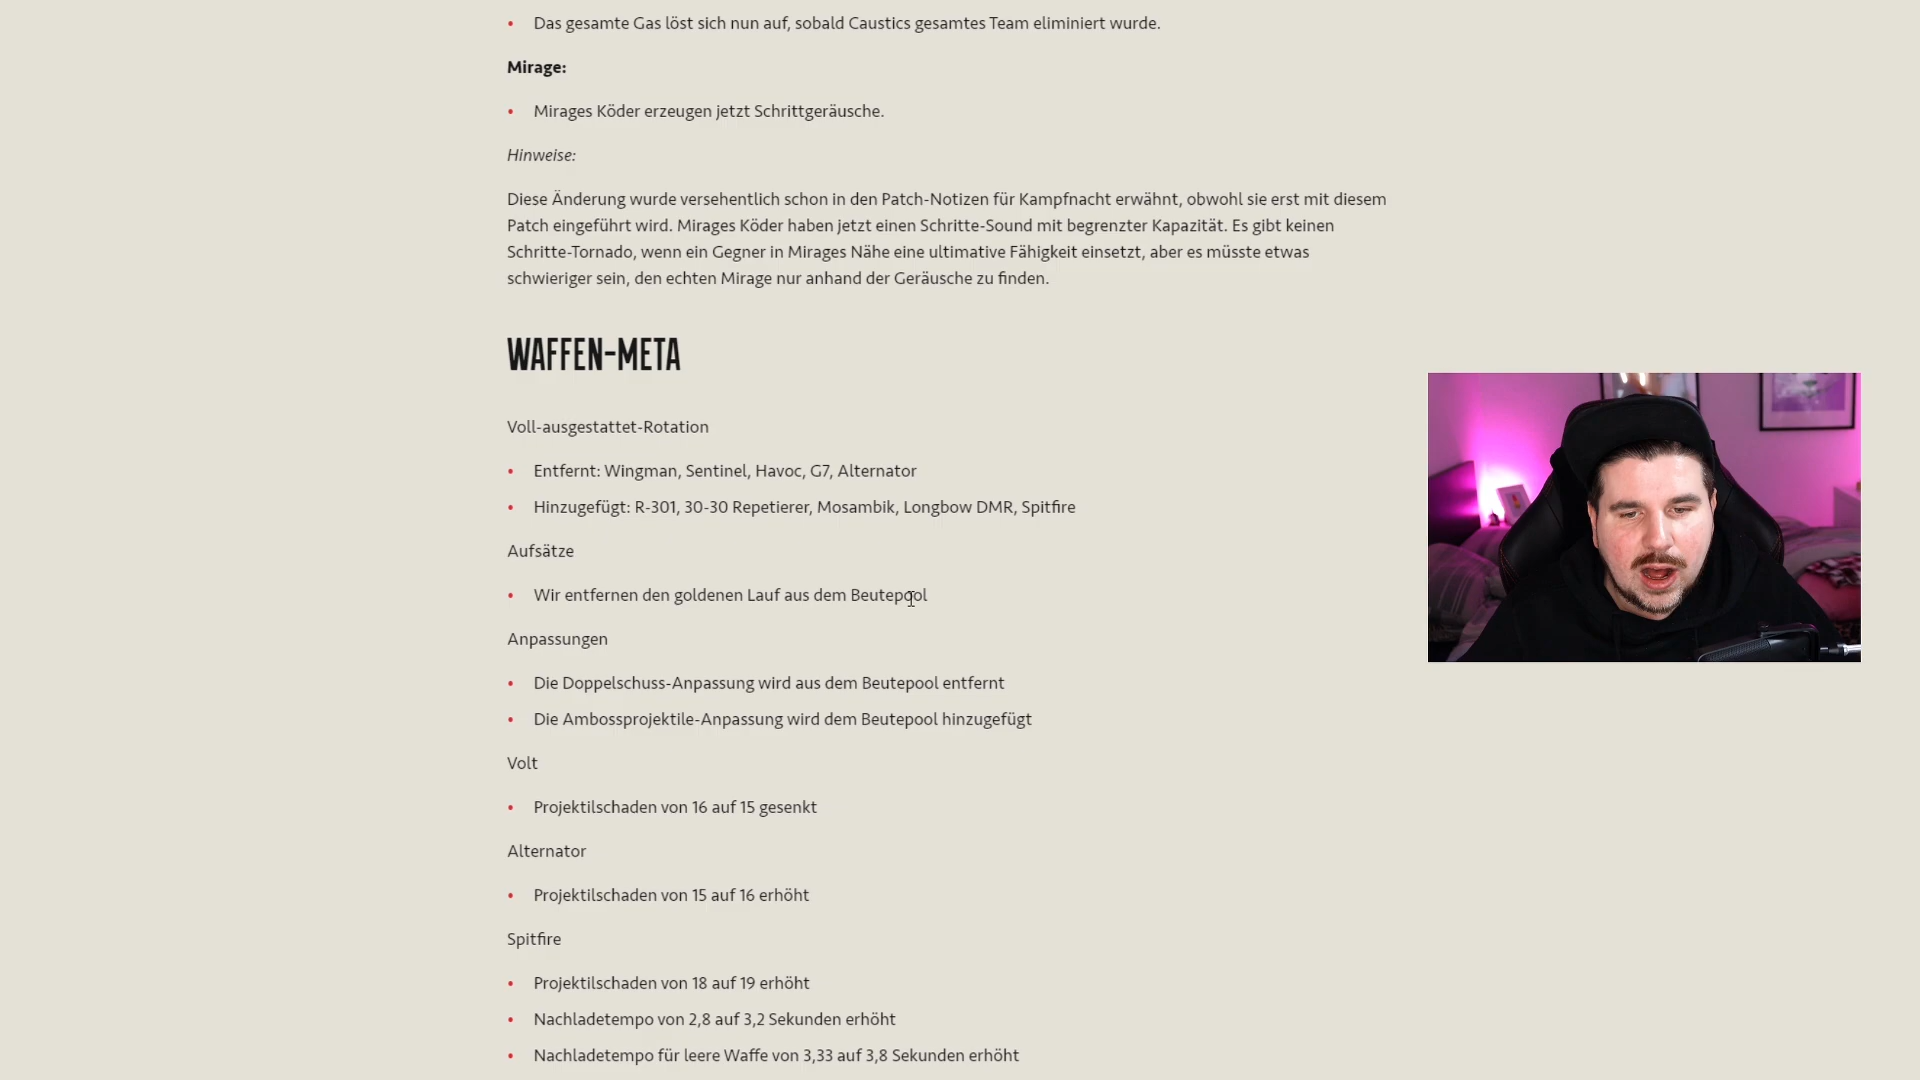 Das gesamte Gas löst sich nun auf, sobald Caustics gesamtes Team eliminiert wurde.
Mirage:
Mirages Köder erzeugen jetzt Schrittgeräusche.
Hinweise:
Diese Änderung wurde versehentlich schon in den Patch-Notizen für Kampfnacht erwähnt, obwohl sie erst mit diesem
Patch eingeführt wird. Mirages Köder haben jetzt einen Schritte-Sound mit begrenzter Kapazität. Es gibt keinen
Schritte-Tornado, wenn ein Gegner in Mirages Nähe eine ultimative Fähigkeit einsetzt, aber es müsste etwas
schwieriger sein, den echten Mirage nur anhand der Geräusche zu finden.
WAFFEN-META
Voll-ausgestattet-Rotation
Entfernt: Wingman, Sentinel, Havoc, G7, Alternator
Hinzugefügt: R-301, 30-30 Repetierer, Mosambik, Longbow DMR, Spitfire
Aufsätze
Wir entfernen den goldenen Lauf aus dem Beutepool
Anpassungen
Die Doppelschuss-Anpassung wird aus dem Beutepool entfernt
Die Ambossprojektile-Anpassung wird dem Beutepool hinzugefügt
Volt
Projektilschaden von 16 auf 15 gesenkt
Alternator
Projektilschaden von 15 auf 16 erhöht
Spitfire
Projektilschaden von 18 auf 19 erhöht
Nachladetempo von 2,8 auf 3,2 Sekunden erhöht
Nachladetempo für leere Waffe von 3,33 auf 3,8 Sekunden erhöht